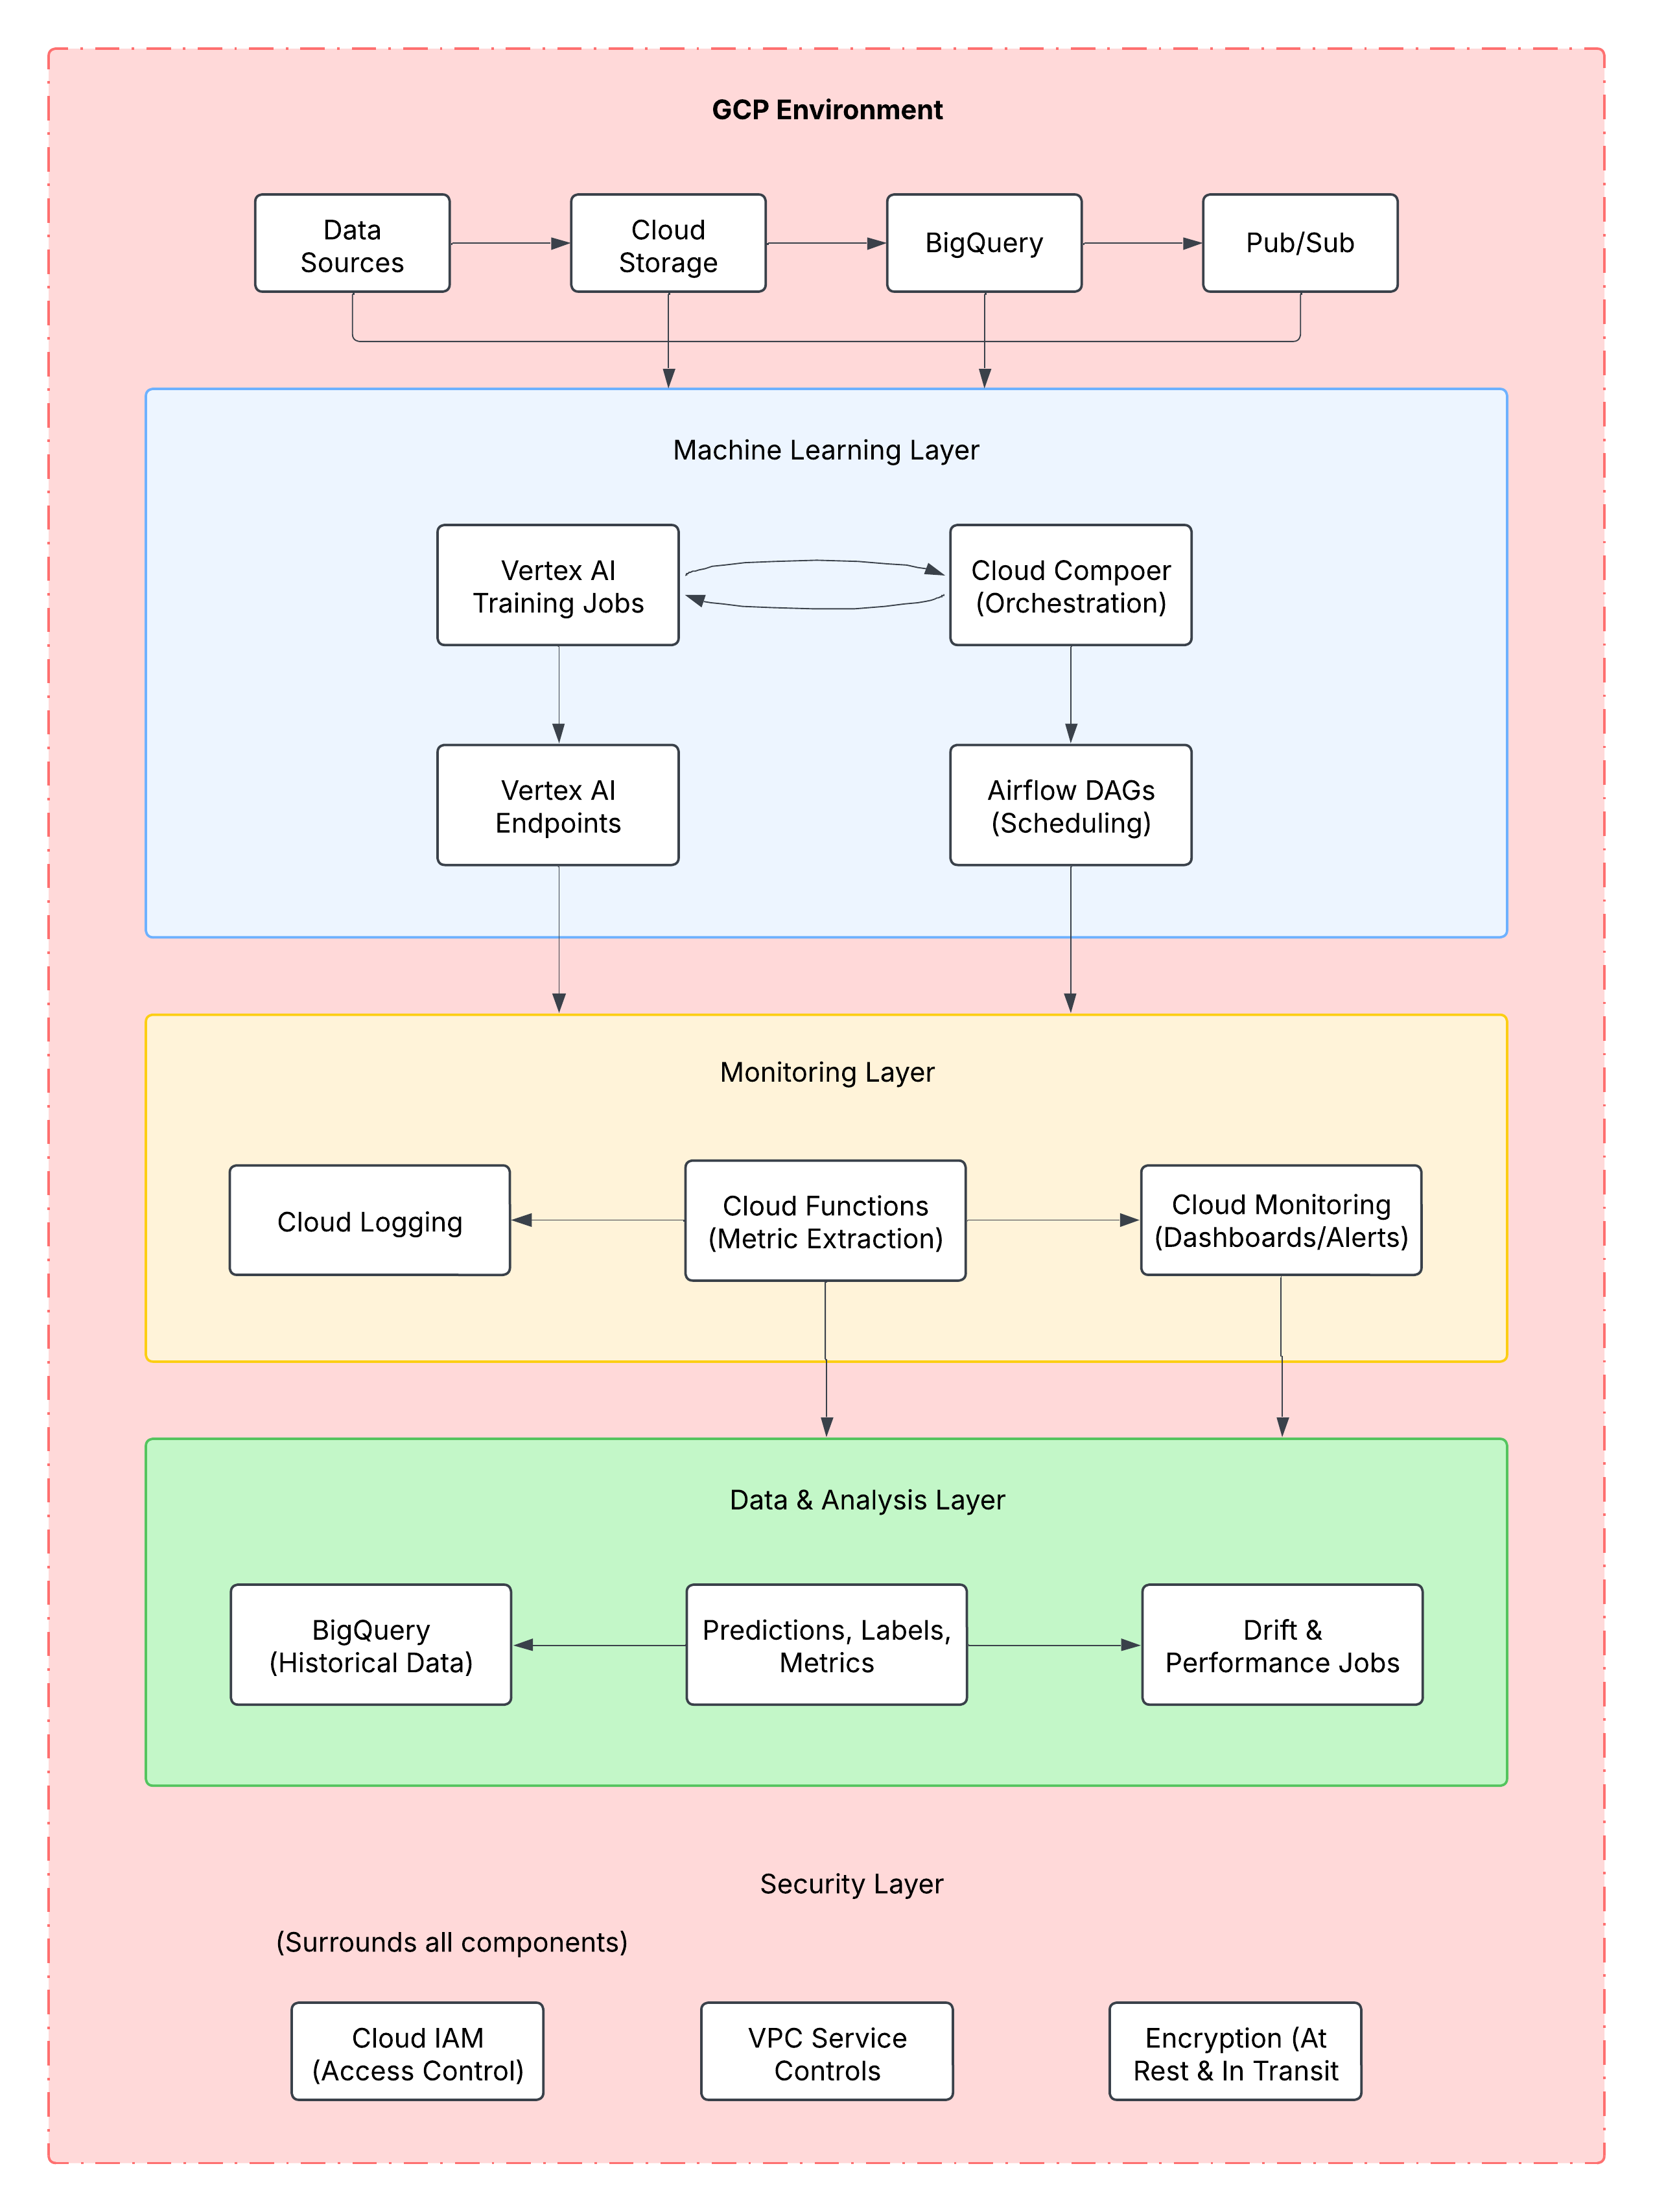 GCP Environment
Data
Sources
Cloud
Storage
BigQuery
Pub/Sub
Machine Learning Layer
Vertex AI
Training Jobs
Cloud Compoer
(Orchestration)
Vertex AI
Endpoints
Airflow DAGs
(Scheduling)
Monitoring Layer
Cloud Logging
Cloud Functions
(Metric Extraction)
Cloud Monitoring
(Dashboards/Alerts)
Data & Analysis Layer
BigQuery
(Historical Data)
Predictions, Labels,
Metrics
Drift &
Performance Jobs
Security Layer
(Surrounds all components)
Cloud IAM
(Access Control)
VPC Service
Controls
Encryption (At
Rest & In Transit